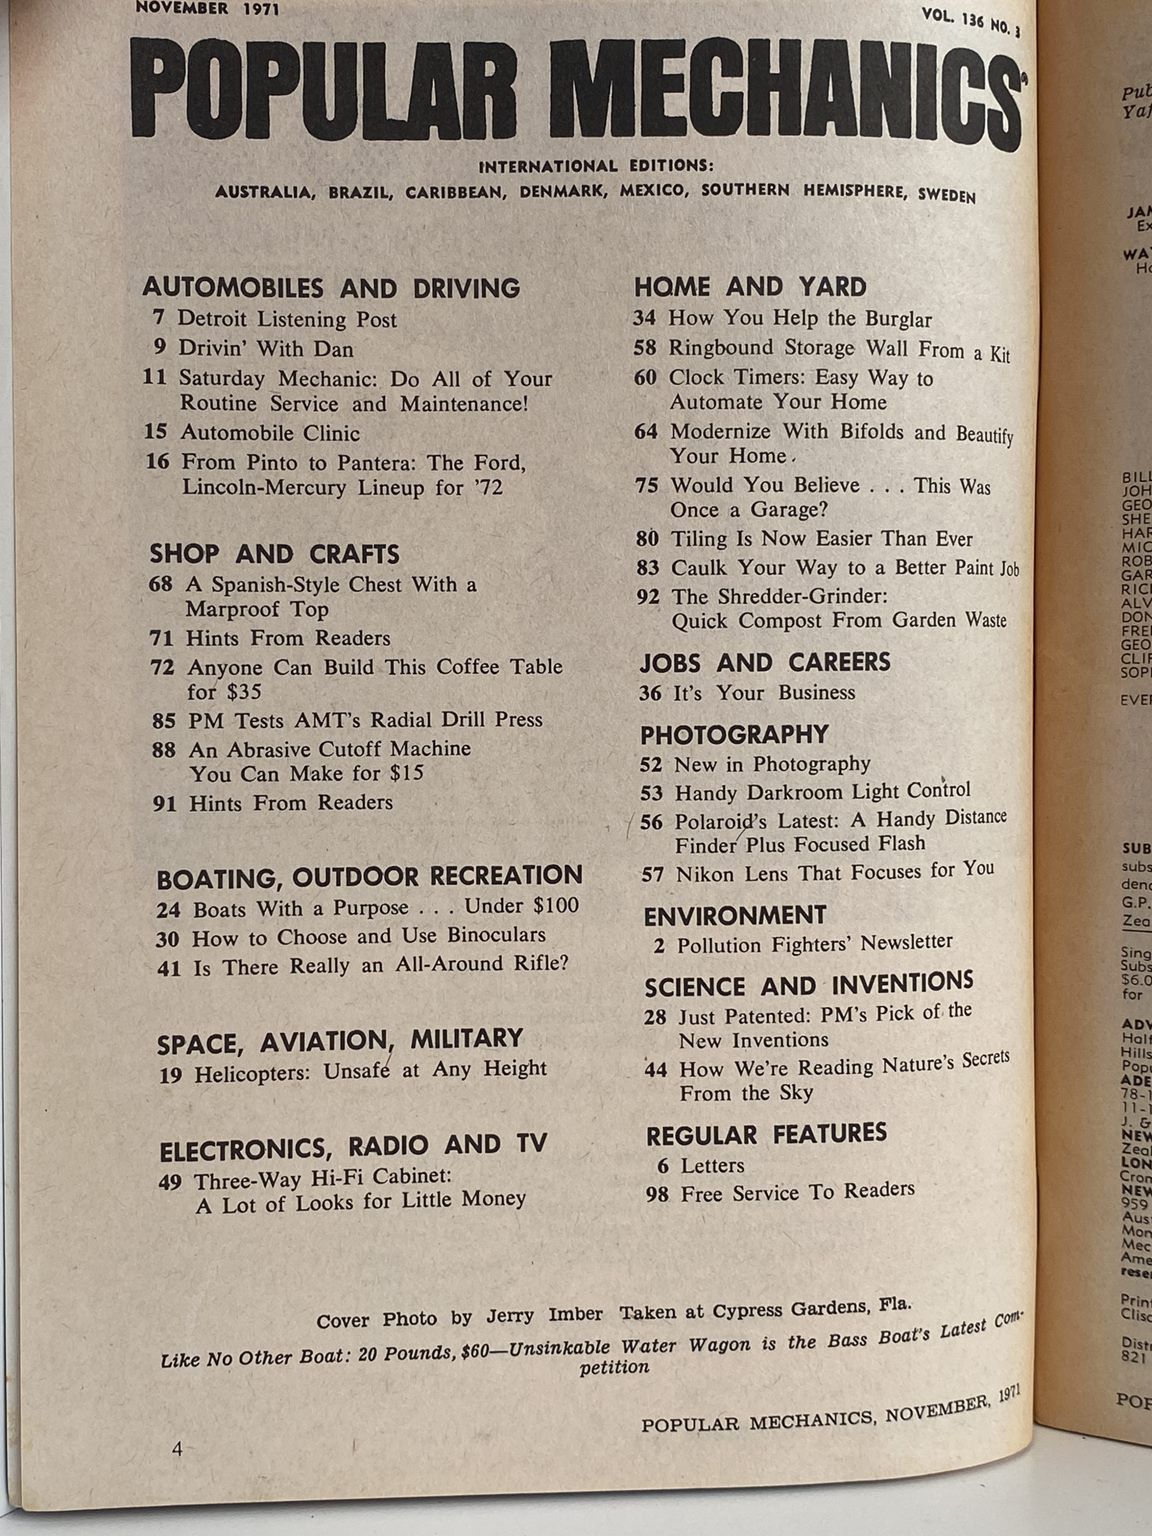 NOVEMBER 1971
VOL. 136 NO. 3
POPULAR MECHANICS®
INTERNATIONAL EDITIONS:
AUSTRALIA, BRAZIL, CARIBBEAN, DENMARK, MEXICO, SOUTHERN HEMISPHERE, SWEDEN
AUTOMOBILES AND DRIVING
7 Detroit Listening Post
9 Drivin' With Dan
11 Saturday Mechanic: Do All of Your
Routine Service and Maintenance!
15 Automobile Clinic
16 From Pinto to Pantera: The Ford,
Lincoln-Mercury Lineup for '72
SHOP AND CRAFTS
68 A Spanish-Style Chest With a
Marproof Top
71 Hints From Readers
72 Anyone Can Build This Coffee Table
for $35
85 PM Tests AMT's Radial Drill Press
88 An Abrasive Cutoff Machine
You Can Make for $15
91 Hints From Readers
BOATING, OUTDOOR RECREATION
24 Boats With a Purpose . . . Under $100
30 How to Choose and Use Binoculars
41 Is There Really an All-Around Rifle?
SPACE, AVIATION, MILITARY
19 Helicopters: Unsafe at Any Height
ELECTRONICS, RADIO AND TV
49 Three-Way Hi-Fi Cabinet:
A Lot of Looks for Little Money
HOME AND YARD
34 How You Help the Burglar
58 Ringbound Storage Wall From a Kit
60 Clock Timers: Easy Way to
Automate Your Home
64 Modernize With Bifolds and Beautify
Your Home
75 Would You Believe . . . This Was
Once a Garage?
80 Tiling Is Now Easier Than Ever
83 Caulk Your Way to a Better Paint Job
92 The Shredder-Grinder:
Quick Compost From Garden Waste
JOBS AND CAREERS
36 It's Your Business
PHOTOGRAPHY
52 New in Photography
53 Handy Darkroom Light Control
56 Polaroid's Latest: A Handy Distance
Finder Plus Focused Flash
57 Nikon Lens That Focuses for You
ENVIRONMENT
2 Pollution Fighters' Newsletter
SCIENCE AND INVENTIONS
28 Just Patented: PM's Pick of the
New Inventions
44 How We're Reading Nature's Secrets
From the Sky
REGULAR FEATURES
6 Letters
98 Free Service To Readers
Cover Photo by Jerry Imber Taken at Cypress Gardens, Fla.
Like No Other Boat: 20 Pounds, $60—Unsinkable Water Wagon is the Bass Boat's Latest Com-
petition
POPULAR MECHANICS, NOVEMBER, 1971
4